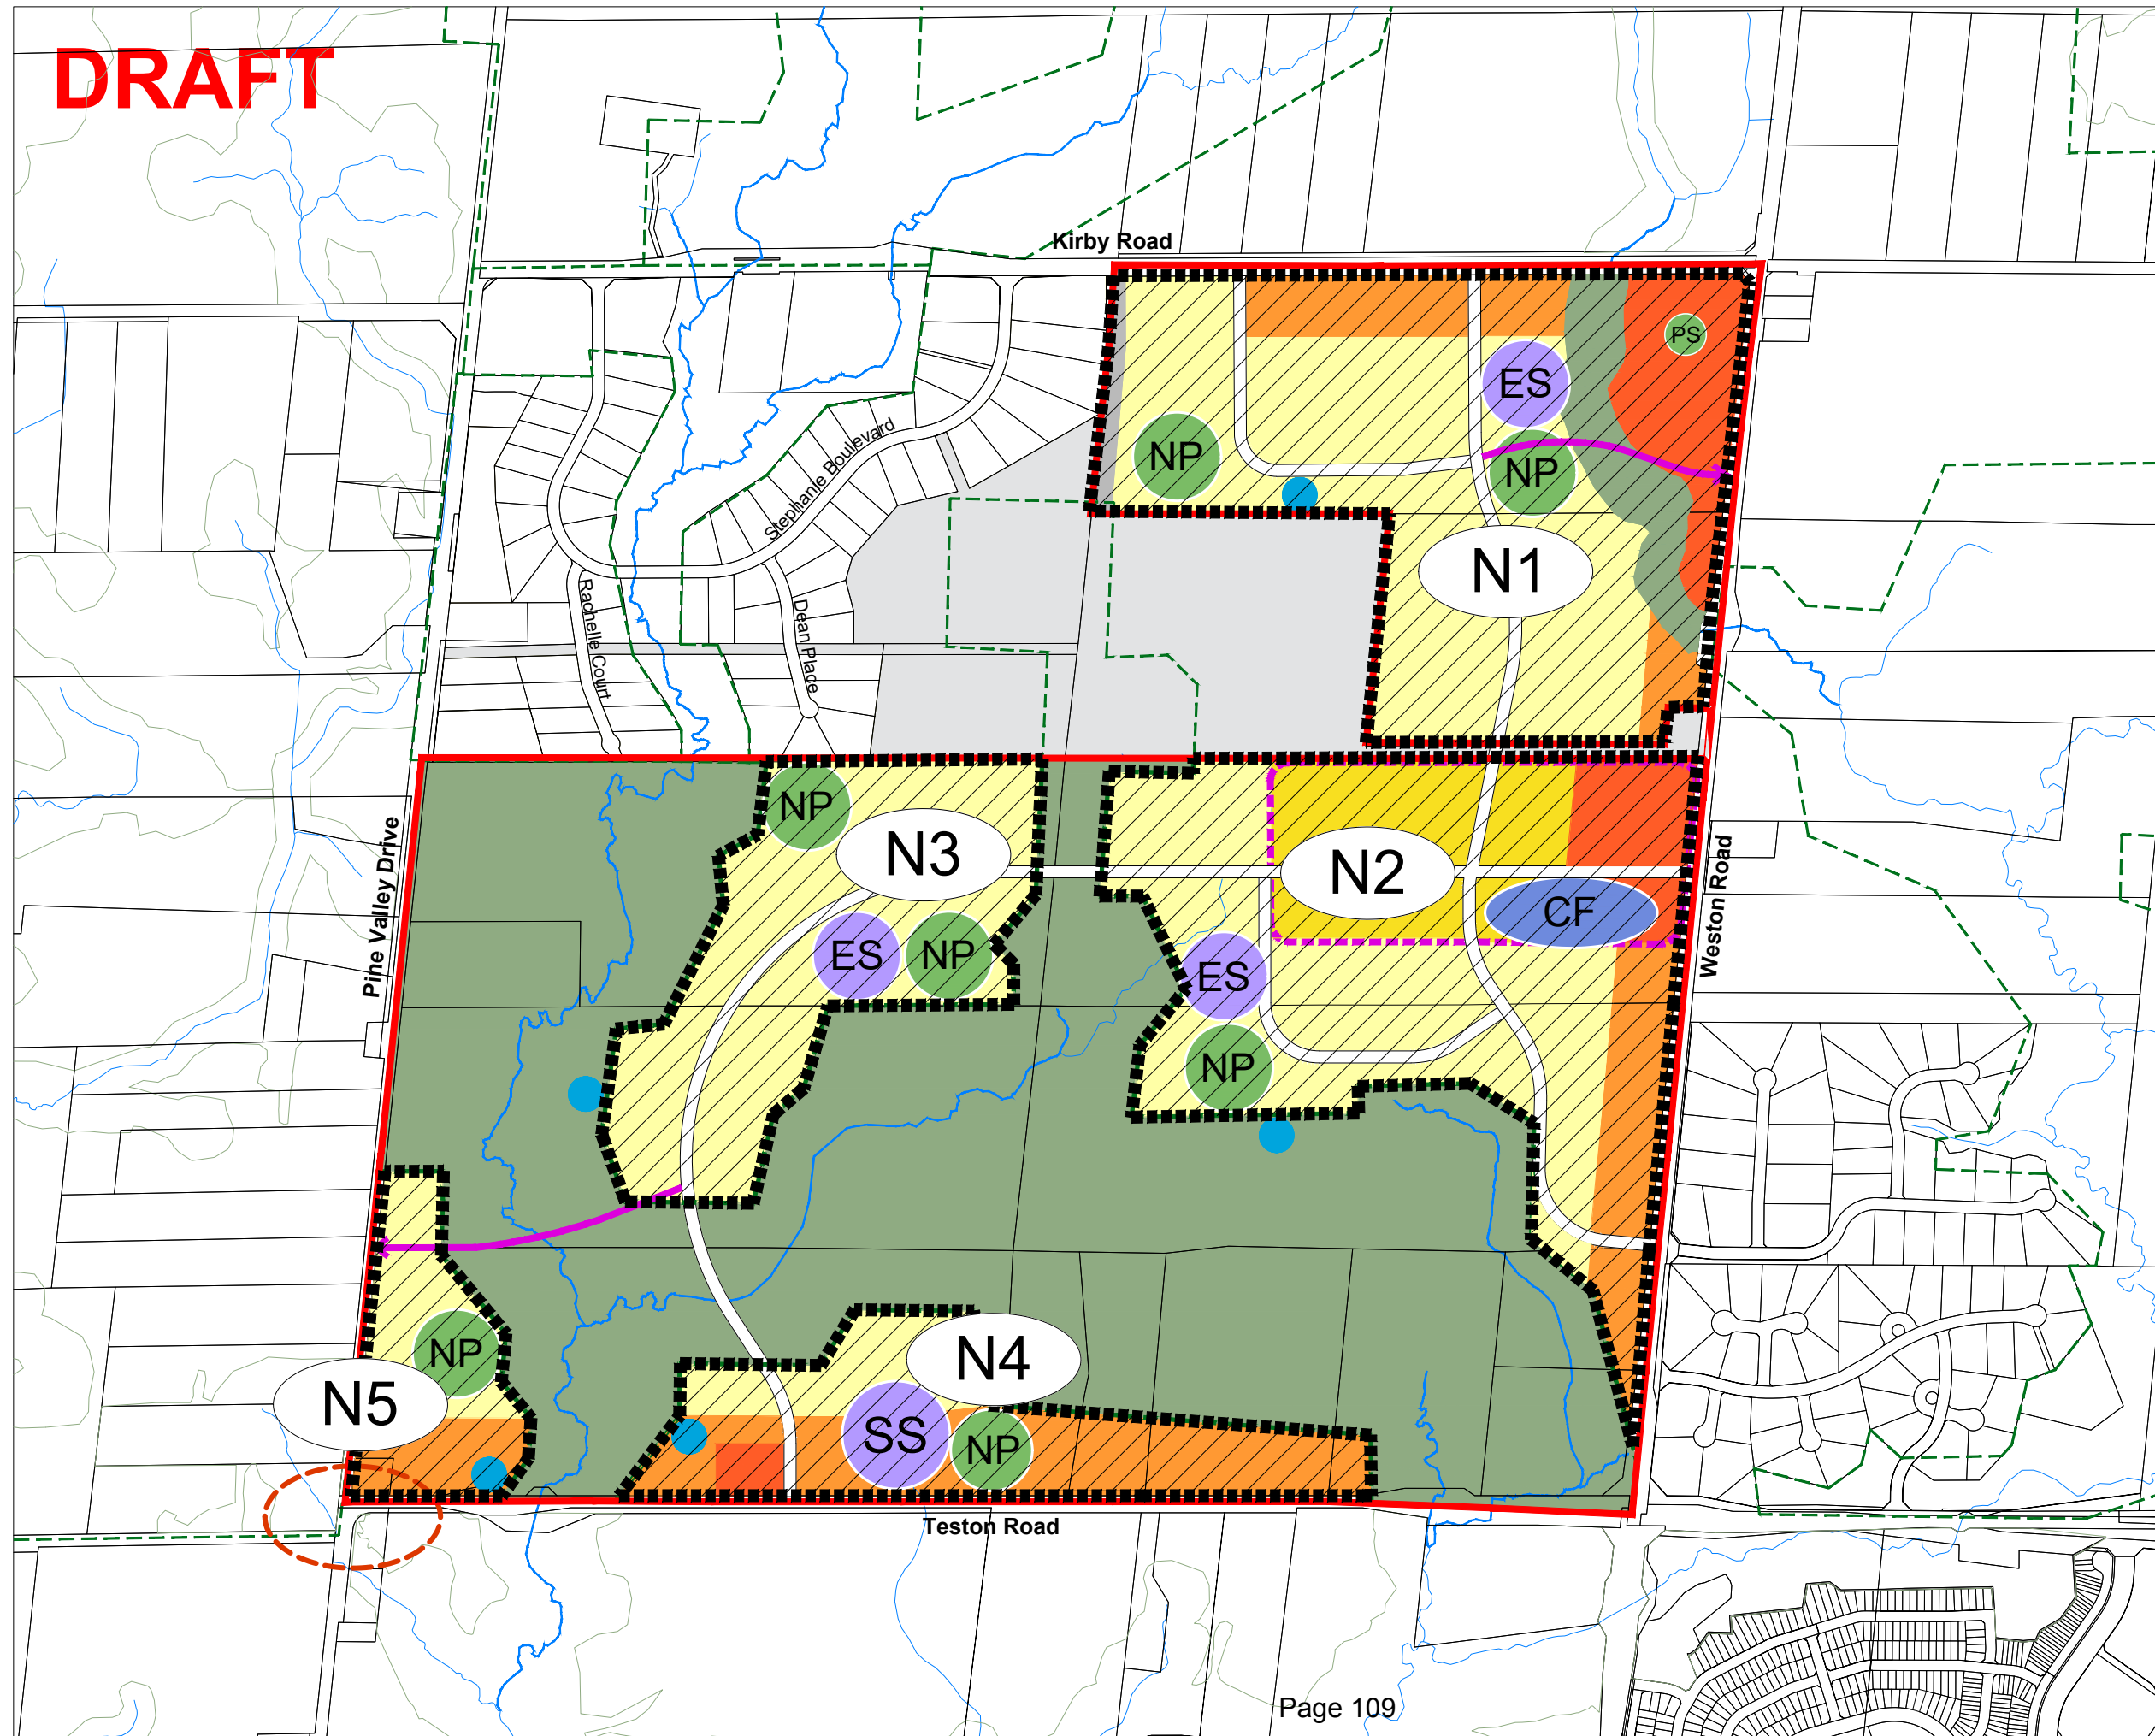 DRAFT
Kirby Road
PS
ES
NP
NP
Stephanie Boulevard
N1
Rachelle Court
Dean Place
NP
N3
N2
Pine Valley Drive
Weston Road
CF
ES
NP
ES
NP
NP
N5
N4
SS
NP
Teston Road
Page 109